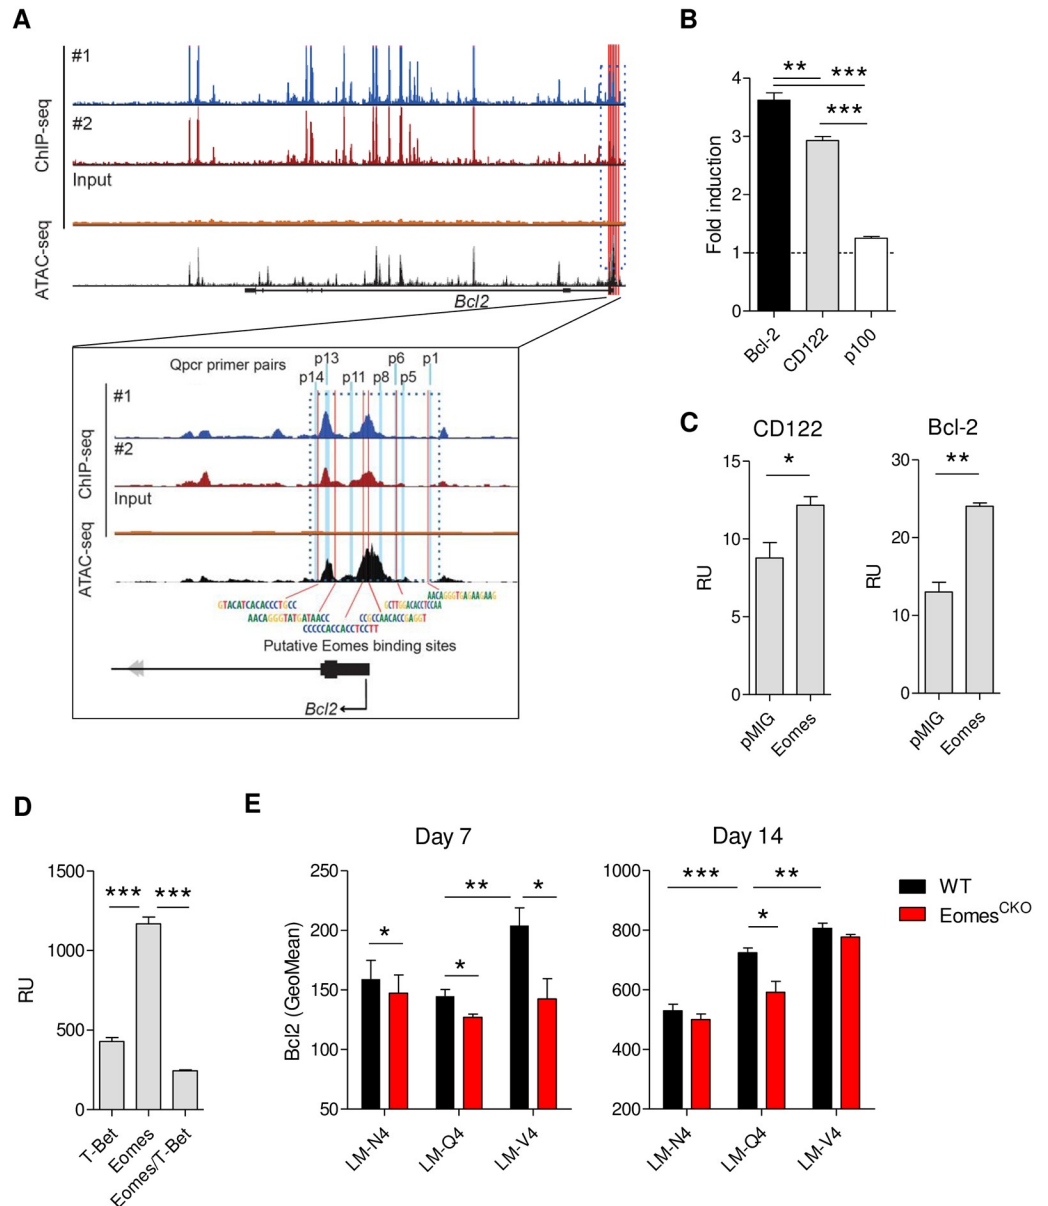 A
#1
#2
Input
ChIP-seq
ATAC-seq
Bcl2
Qpcr primer pairs
p14
p13
p11
p8
p6
p5
p1
#1
#2
Input
ChIP-seq
ATAC-seq
GTACATCACACCCTGCC
AACAGGGTATGATAACC
CCCCCACCACCTCCTT
CCGCCAACACCGAGGT
GCTTGGACACCTCCAA
AACAGGGTGAGAAGAAG
Putative Eomes binding sites
Bcl2
B
Fold induction
4
3
2
1
0
**
***
***
Bcl-2
CD122
p100
C
CD122
RU
15
10
5
0
*
pMIG
Eomes
Bcl-2
RU
30
20
10
0
**
pMIG
Eomes
D
RU
1500
1000
500
0
***
***
T-Bet
Eomes
Eomes/T-Bet
E
Day 7
Bcl2 (GeoMean)
250
200
150
100
50
*
*
**
*
LM-N4
LM-Q4
LM-V4
Day 14
1000
800
600
400
200
***
**
*
LM-N4
LM-Q4
LM-V4
WT
EomesCKO